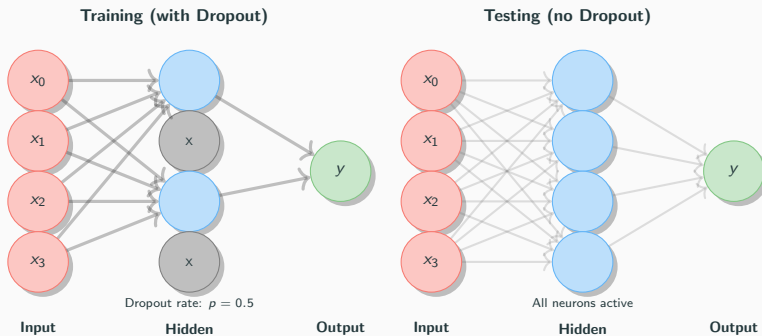 Training (with Dropout)
x₀
x₁
x₂
x₃
x
x
y
Dropout rate: p = 0.5
Input
Hidden
Output
Testing (no Dropout)
x₀
x₁
x₂
x₃
y
All neurons active
Input
Hidden
Output